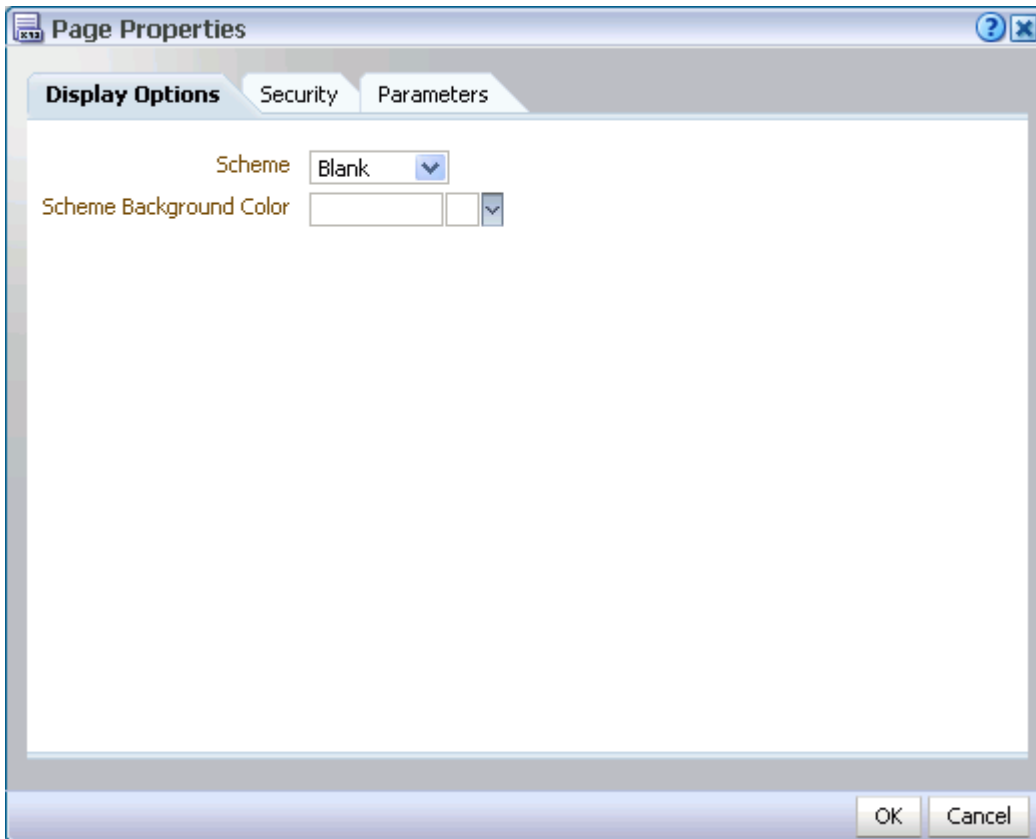 Page Properties
Display Options Security Parameters
Scheme Blank
Scheme Background Color
OK Cancel